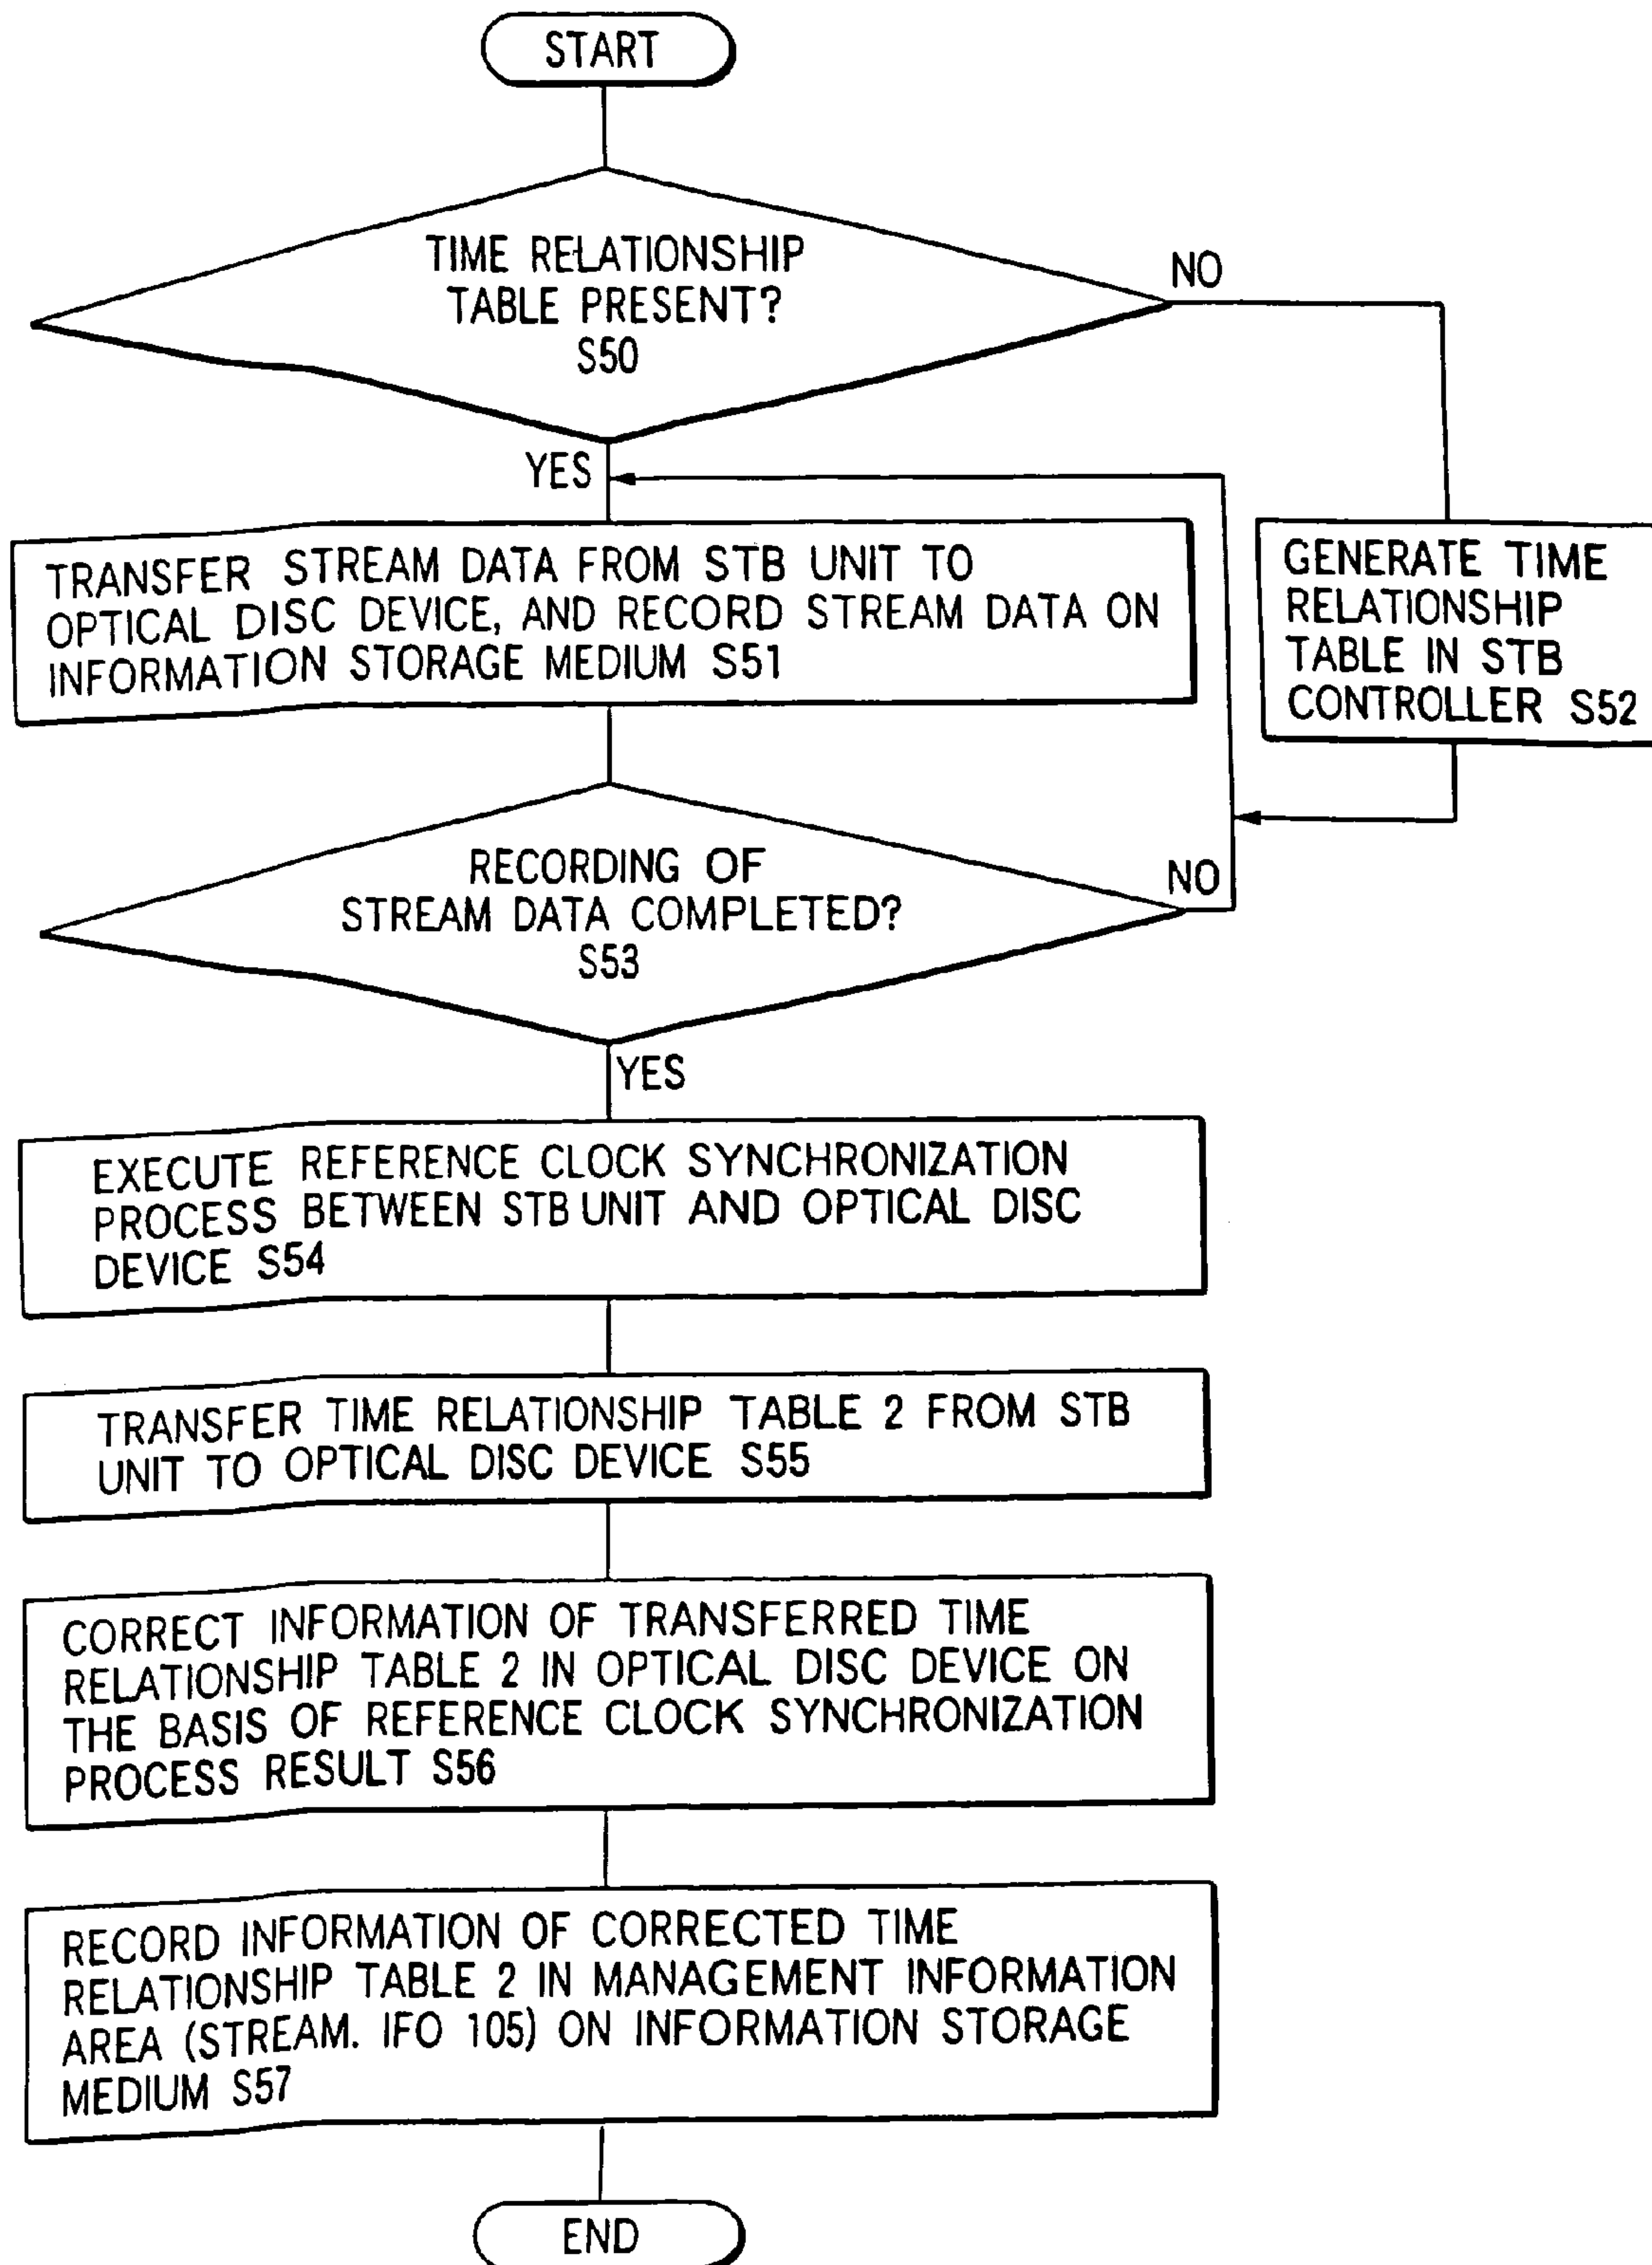 START
TIME RELATIONSHIP
TABLE PRESENT?
S50
NO
YES
TRANSFER STREAM DATA FROM STB UNIT TO
OPTICAL DISC DEVICE, AND RECORD STREAM DATA ON
INFORMATION STORAGE MEDIUM S51
GENERATE TIME
RELATIONSHIP
TABLE IN STB
CONTROLLER S52
RECORDING OF
STREAM DATA COMPLETED?
S53
NO
YES
EXECUTE REFERENCE CLOCK SYNCHRONIZATION
PROCESS BETWEEN STB UNIT AND OPTICAL DISC
DEVICE S54
TRANSFER TIME RELATIONSHIP TABLE 2 FROM STB
UNIT TO OPTICAL DISC DEVICE S55
CORRECT INFORMATION OF TRANSFERRED TIME
RELATIONSHIP TABLE 2 IN OPTICAL DISC DEVICE ON
THE BASIS OF REFERENCE CLOCK SYNCHRONIZATION
PROCESS RESULT S56
RECORD INFORMATION OF CORRECTED TIME
RELATIONSHIP TABLE 2 IN MANAGEMENT INFORMATION
AREA (STREAM. IFO 105) ON INFORMATION STORAGE
MEDIUM S57
END